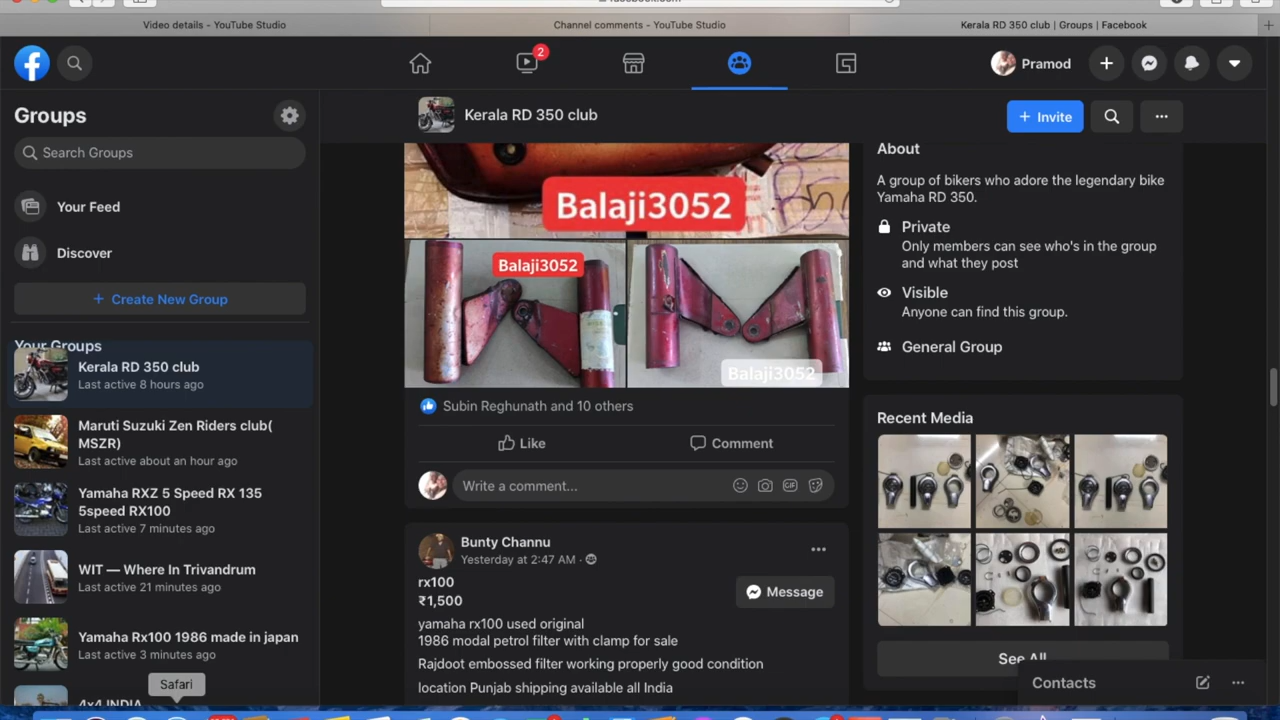 Video details - YouTube Studio
Channel comments - YouTube Studio
Kerala RD 350 club | Groups | Facebook
2
Pramod
Groups
Search Groups
Your Feed
Discover
+ Create New Group
Your Groups
Kerala RD 350 club
Last active 8 hours ago
Maruti Suzuki Zen Riders club(
MSZR)
Last active about an hour ago
Yamaha RXZ 5 Speed RX 135
5speed RX100
Last active 7 minutes ago
WIT — Where In Trivandrum
Last active 21 minutes ago
Yamaha Rx100 1986 made in japan
Last active 3 minutes ago
Safari
4x4 INDIA
Kerala RD 350 club
+ Invite
Balaji3052
Balaji3052
Balaji3052
Subin Reghunath and 10 others
Like
Comment
Write a comment...
GIF
Bunty Channu
Yesterday at 2:47 AM ·
rx100
₹1,500
Message
yamaha rx100 used original
1986 modal petrol filter with clamp for sale
Rajdoot embossed filter working properly good condition
location Punjab shipping available all India
About
A group of bikers who adore the legendary bike
Yamaha RD 350.
Private
Only members can see who's in the group
and what they post
Visible
Anyone can find this group.
General Group
Recent Media
See All
Contacts